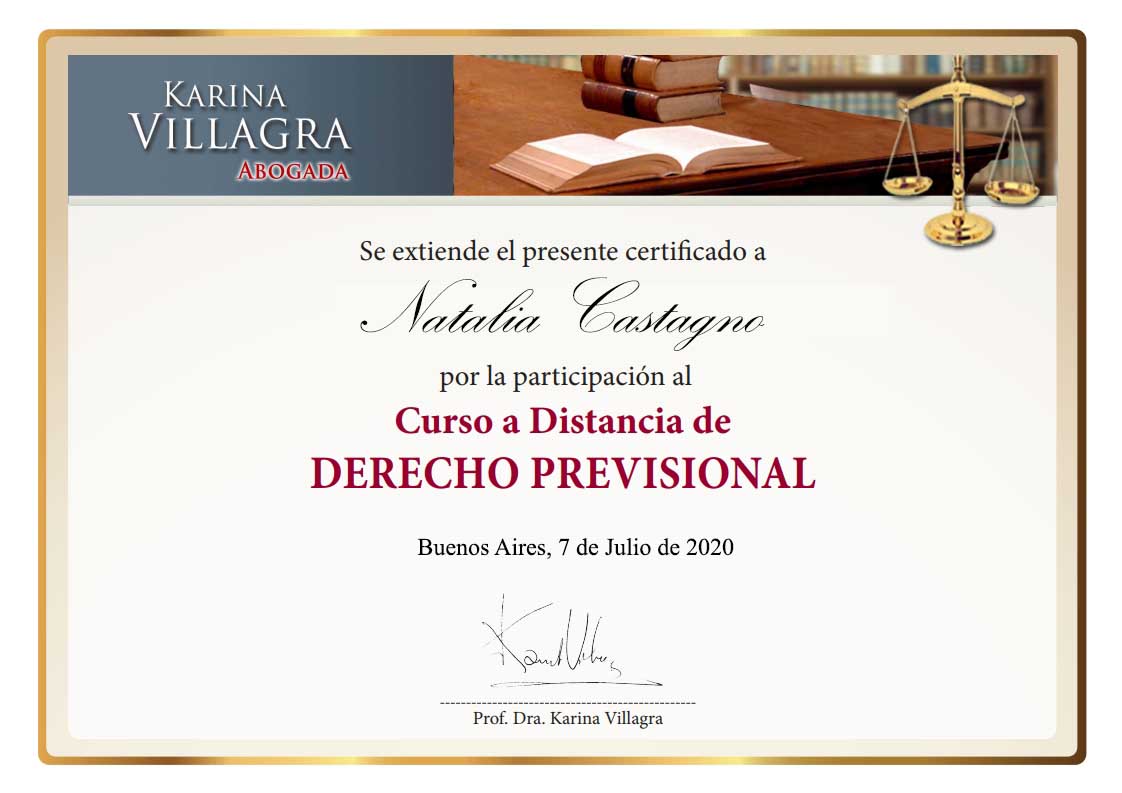 KARINA
VILLAGRA
ABOGADA
Se extiende el presente certificado a
Natalia Castagno
por la participación al
Curso a Distancia de
DERECHO PREVISIONAL
Buenos Aires, 7 de Julio de 2020
Prof. Dra. Karina Villagra